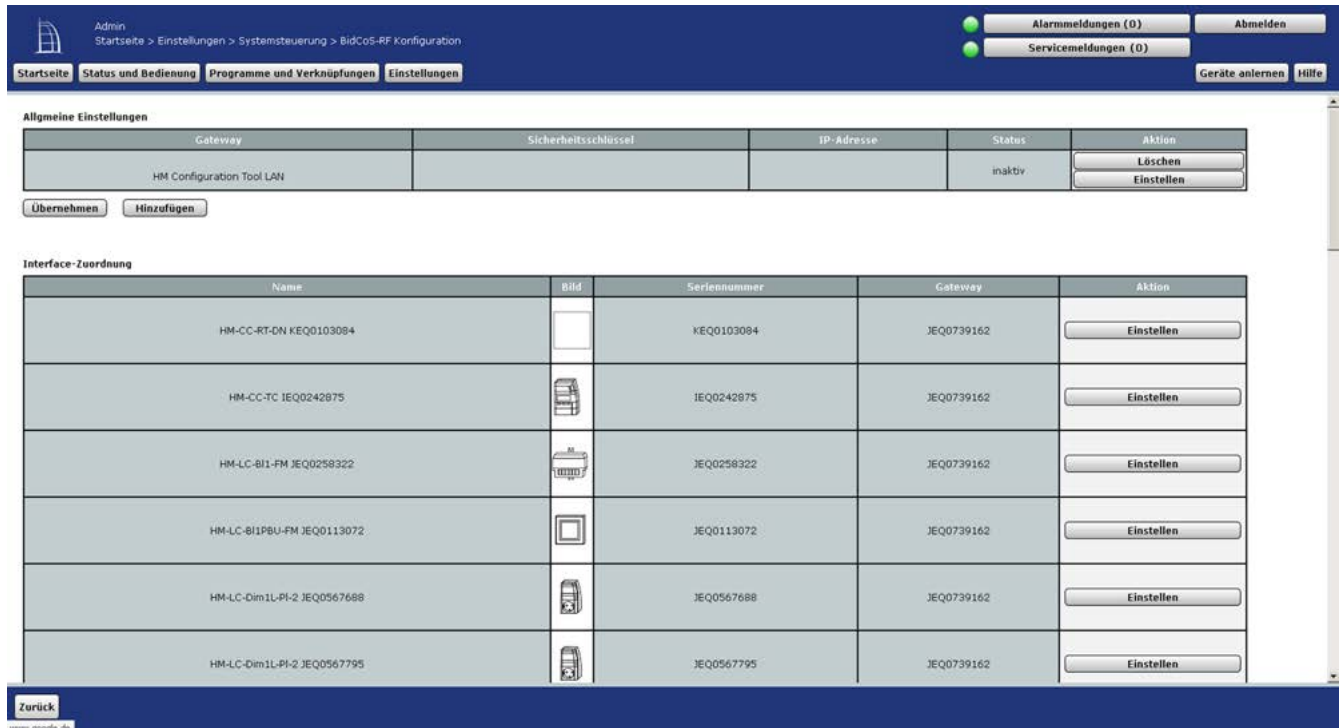 Admin
Startseite > Einstellungen > Systemsteuerung > BidCoS-RF Konfiguration
Alarmmeldungen (0)
Abmelden
Servicemeldungen (0)
Startseite Status und Bedienung Programme und Verknüpfungen Einstellungen
Geräte anlernen Hilfe
Allgmeine Einstellungen
Gateway Sicherheitsschlüssel IP-Adresse Status Aktion
HM Configuration Tool LAN inaktiv Löschen
Einstellen
Übernehmen Hinzufügen
Interface-Zuordnung
Name Bild Seriennummer Gateway Aktion
HM-CC-RT-DN KEQ0103084 KEQ0103084 JEQ0739162 Einstellen
HM-CC-TC IEQ0242875 IEQ0242875 JEQ0739162 Einstellen
HM-LC-Bl1-FM JEQ0258322 JEQ0258322 JEQ0739162 Einstellen
HM-LC-Bl1PBU-FM JEQ0113072 JEQ0113072 JEQ0739162 Einstellen
HM-LC-Dim1L-Pl-2 JEQ0567688 JEQ0567688 JEQ0739162 Einstellen
HM-LC-Dim1L-Pl-2 JEQ0567795 JEQ0567795 JEQ0739162 Einstellen
Zurück